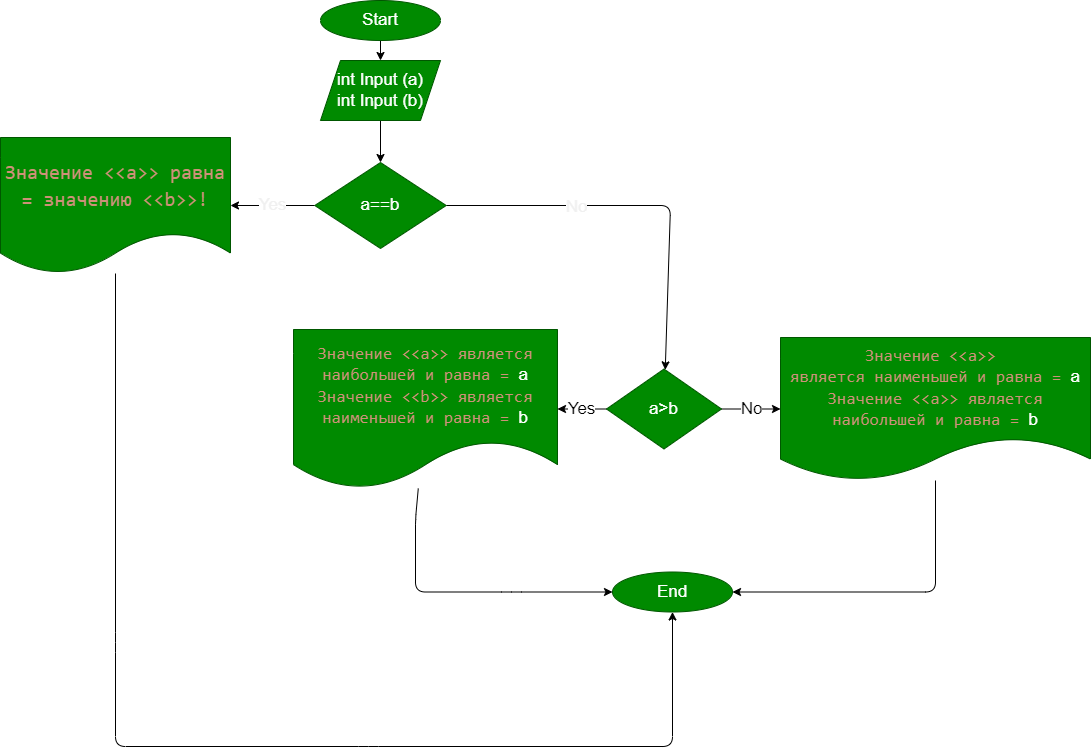 Start
int Input (a)
int Input (b)
Значение <<a>> равна
= значению <<b>>!
Yes
a==b
No
Значение <<a>> является
наибольшей и равна = a
Значение <<b>> является
наименьшей и равна = b
Yes
a>b
No
Значение <<a>>
является наименьшей и равна = a
Значение <<a>> является
наибольшей и равна = b
End